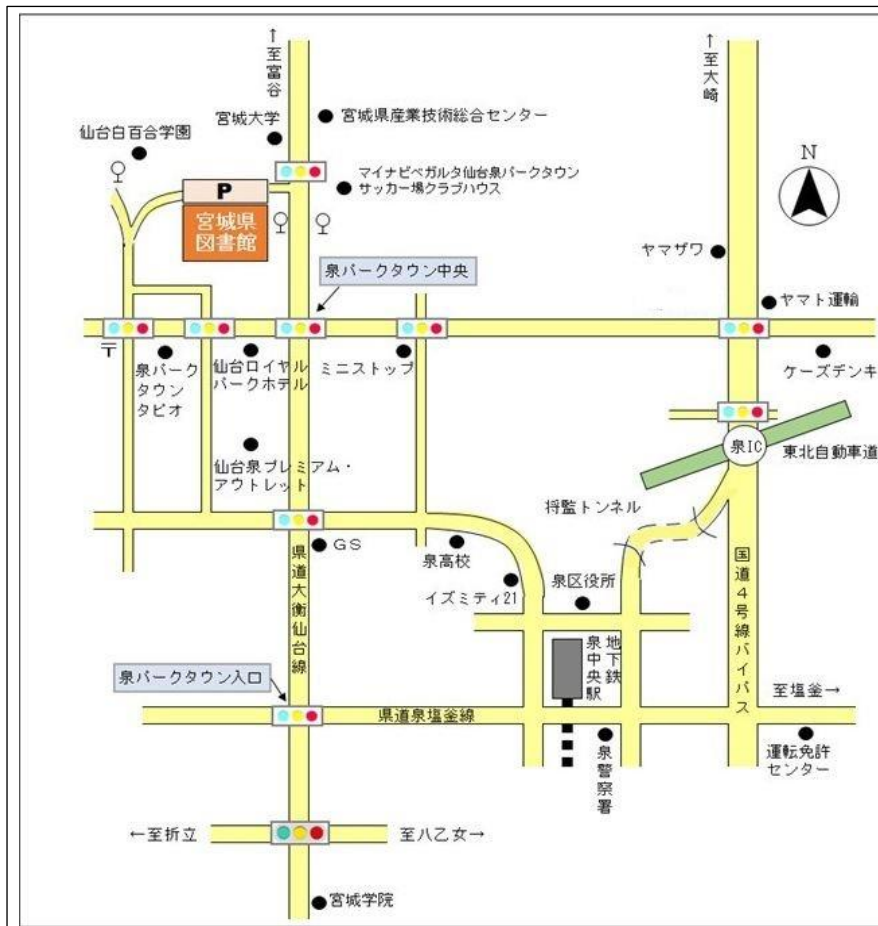 ↑至富谷
↑至大崎
宮城大学
宮城県産業技術総合センター
仙台白百合学園
N
P
マイナビベガルタ仙台泉パークタウン
サッカー場クラブハウス
宮城県
図書館
ヤマザワ
泉パークタウン中央
ヤマト運輸
〒
泉パーク
タウン
タピオ
仙台ロイヤル
パークホテル
ミニストップ
ケーズデンキ
仙台泉プレミアム・
アウトレット
泉IC
東北自動車道
将監トンネル
GS
泉高校
イズミティ21
泉区役所
県道大衡仙台線
国道4号線バイパス
地下鉄
泉中央駅
泉パークタウン入口
至塩釜→
県道泉塩釜線
泉警察署
運転免許
センター
←至折立
至八乙女→
宮城学院